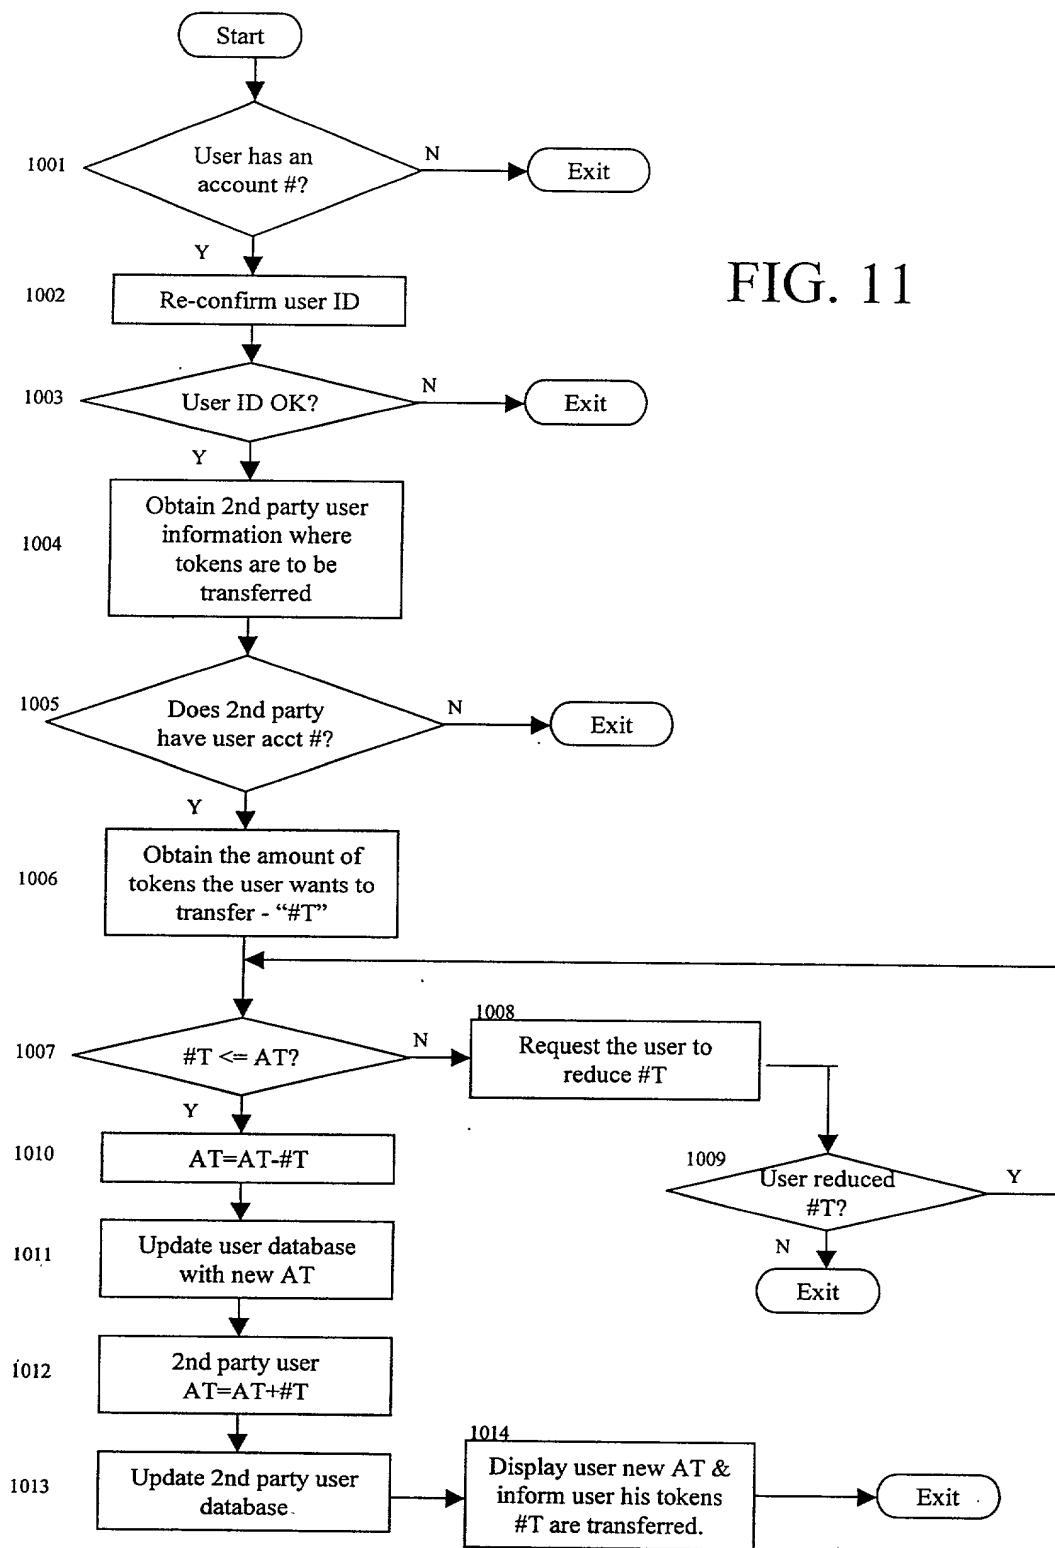 Start
1001
User has an
account #?
N
Exit
Y
FIG. 11
1002
Re-confirm user ID
1003
User ID OK?
N
Exit
Y
1004
Obtain 2nd party user
information where
tokens are to be
transferred
1005
Does 2nd party
have user acct #?
N
Exit
Y
1006
Obtain the amount of
tokens the user wants to
transfer - “#T”
1007
#T <= AT?
N
1008
Request the user to
reduce #T
Y
1010
AT=AT-#T
1009
User reduced
#T?
Y
N
Exit
1011
Update user database
with new AT
1012
2nd party user
AT=AT+#T
1013
Update 2nd party user
database
1014
Display user new AT &
inform user his tokens
#T are transferred.
Exit